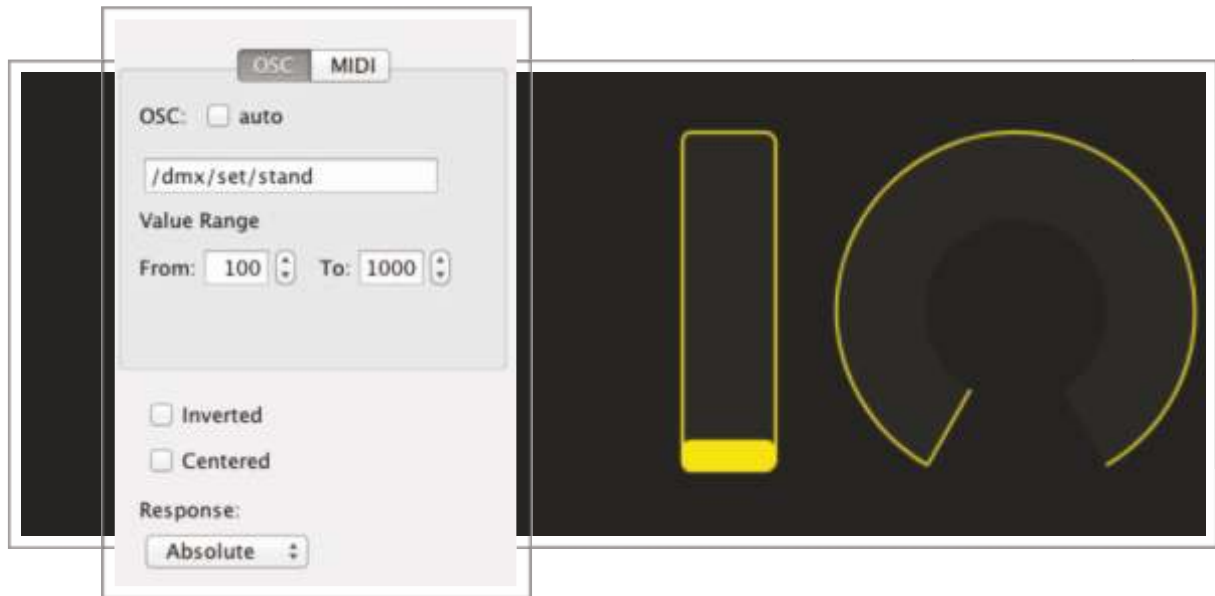 OSC MIDI
OSC: auto
/dmx/set/stand
Value Range
From: 100 To: 1000
Inverted
Centered
Response:
Absolute